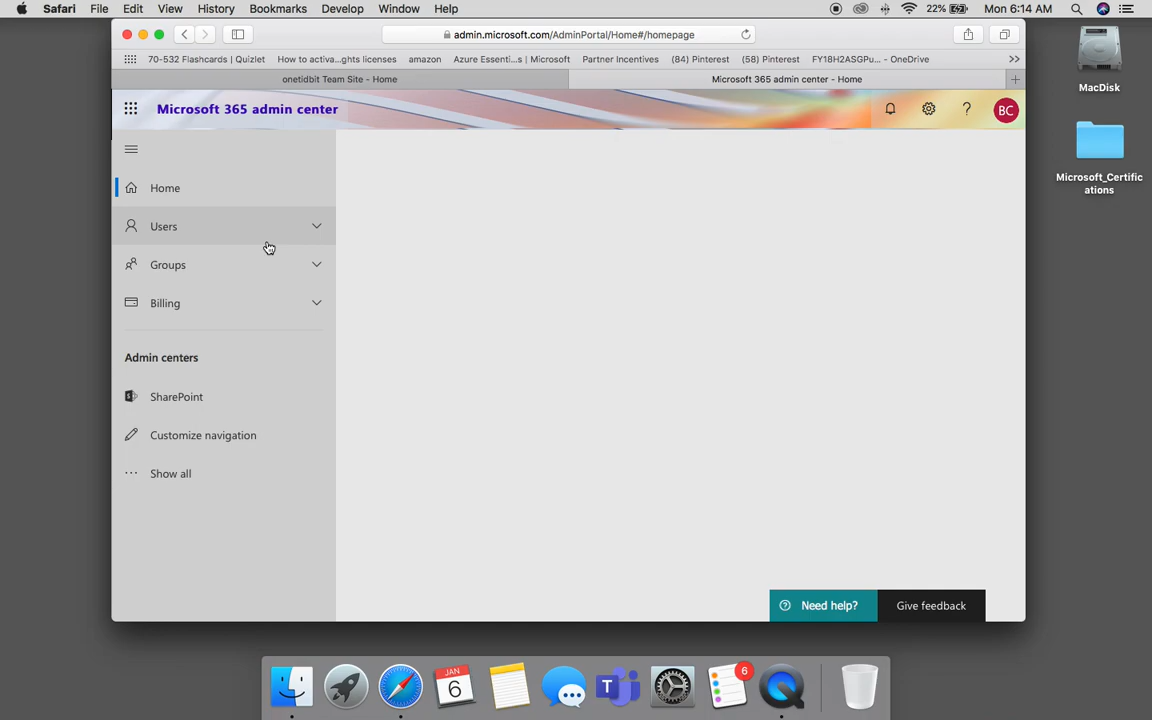 Safari File Edit View History Bookmarks Develop Window Help 22% Mon 6:14 AM
admin.microsoft.com/AdminPortal/Home#/homepage
70-532 Flashcards | Quizlet How to activa...ghts licenses amazon Azure Essenti...s | Microsoft Partner Incentives (84) Pinterest (58) Pinterest FY18H2ASGPu... - OneDrive >>
onetidbit Team Site - Home Microsoft 365 admin center - Home
Microsoft 365 admin center ? BC
Home
Users
Groups
Billing
Admin centers
SharePoint
Customize navigation
Show all
Need help? Give feedback
MacDisk
Microsoft_Certific
ations
JAN
6
T
6